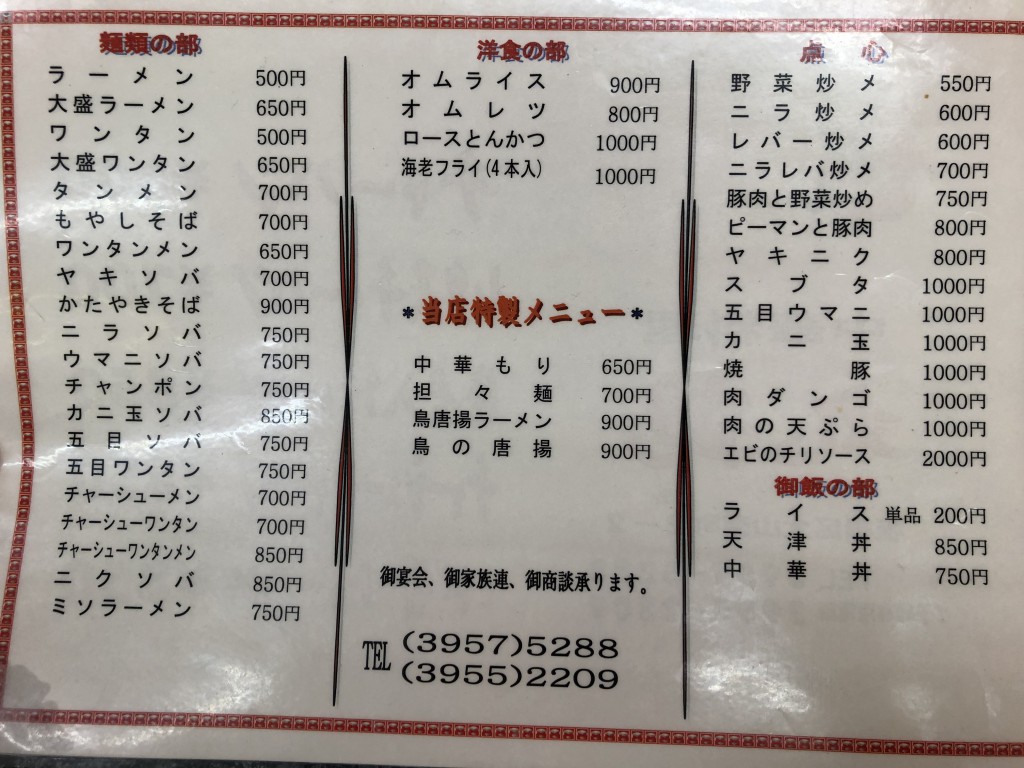 麺類の部
ラーメン 500円
大盛ラーメン 650円
ワンタン 500円
大盛ワンタン 650円
タンメン 700円
もやしそば 700円
ワンタンメン 650円
ヤキソバ 700円
かたやきそば 900円
ニラソバ 750円
ウマニソバ 750円
チャンポン 750円
カニ玉ソバ 850円
五目ソバ 750円
五目ワンタン 750円
チャーシューメン 700円
チャーシューワンタン 700円
チャーシューワンタンメン 850円
ニクソバ 850円
ミソラーメン 750円
洋食の部
オムライス 900円
オムレツ 800円
ロースとんかつ 1000円
海老フライ(4本入) 1000円
*当店特製メニュー*
中華もり 650円
担々麺 700円
鳥唐揚ラーメン 900円
鳥の唐揚 900円
御宴会、御家族連、御商談承ります。
TEL (3957)5288
(3955)2209
点心
野菜炒メ 550円
ニラ炒メ 600円
レバー炒メ 600円
ニラレバ炒メ 700円
豚肉と野菜炒め 750円
ピーマンと豚肉 800円
ヤキニク 800円
スブタ 1000円
五目ウマニ 1000円
カニ玉 1000円
焼豚 1000円
肉ダンゴ 1000円
肉の天ぷら 1000円
エビのチリソース 2000円
御飯の部
ライス 単品 200円
天津丼 850円
中華丼 750円